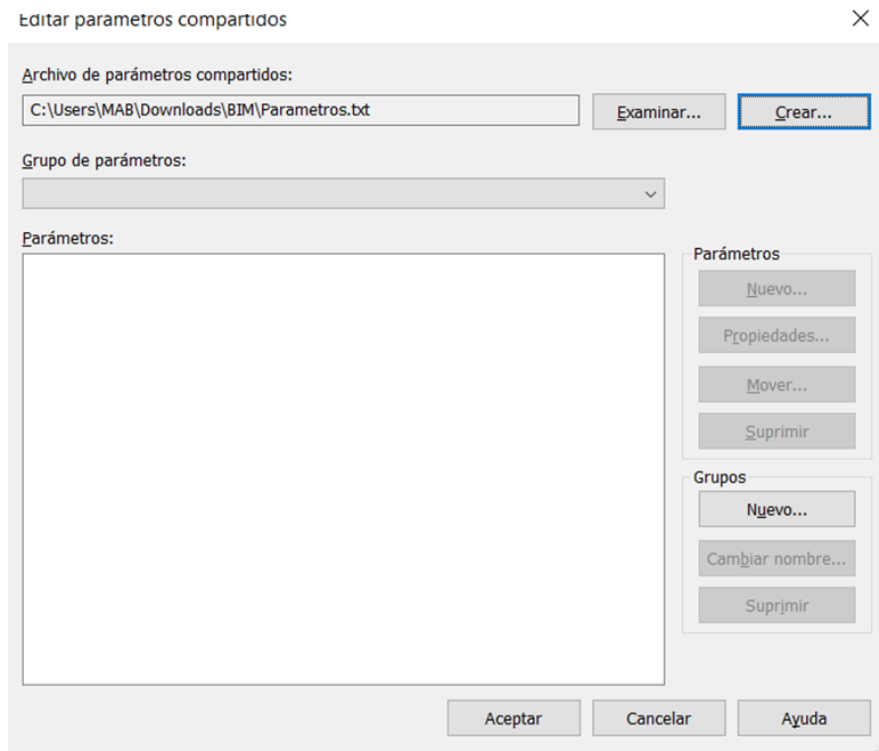 Editar parámetros compartidos
Archivo de parámetros compartidos:
C:\Users\MAB\Downloads\BIM\Parametros.txt
Examinar...
Crear...
Grupo de parámetros:
Parámetros:
Parámetros
Nuevo...
Propiedades...
Mover...
Suprimir
Grupos
Nuevo...
Cambiar nombre...
Suprimir
Aceptar
Cancelar
Ayuda